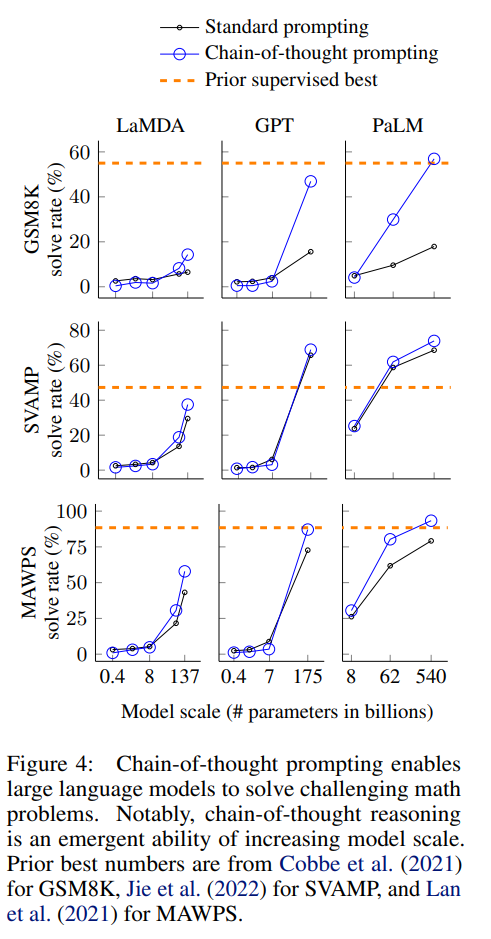 Standard prompting
Chain-of-thought prompting
Prior supervised best
LaMDA GPT PaLM
GSM8K
solve rate (%)
60
40
20
0
SVAMP
solve rate (%)
80
60
40
20
0
MAWPS
solve rate (%)
100
75
50
25
0
0.4 8 137 0.4 7 175 8 62 540
Model scale (# parameters in billions)
Figure 4: Chain-of-thought prompting enables
large language models to solve challenging math
problems. Notably, chain-of-thought reasoning
is an emergent ability of increasing model scale.
Prior best numbers are from Cobbe et al. (2021)
for GSM8K, Jie et al. (2022) for SVAMP, and Lan
et al. (2021) for MAWPS.